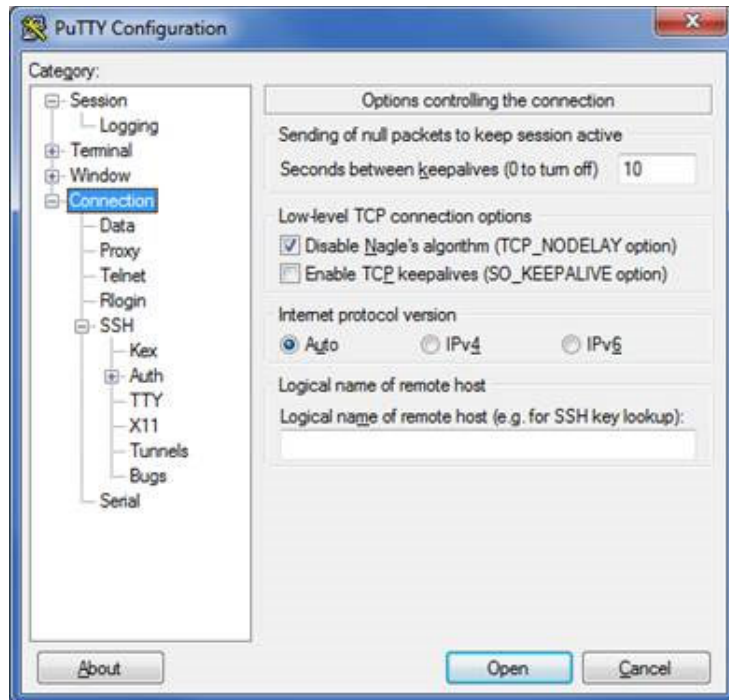 PuTTY Configuration
Category:
Session
Logging
Terminal
Window
Connection
Data
Proxy
Telnet
Rlogin
SSH
Kex
Auth
TTY
X11
Tunnels
Bugs
Serial
Options controlling the connection
Sending of null packets to keep session active
Seconds between keepalives (0 to turn off) 10
Low-level TCP connection options
Disable Nagle's algorithm (TCP_NODELAY option)
Enable TCP keepalives (SO_KEEPALIVE option)
Internet protocol version
Auto IPv4 IPv6
Logical name of remote host
Logical name of remote host (e.g. for SSH key lookup):
About Open Cancel